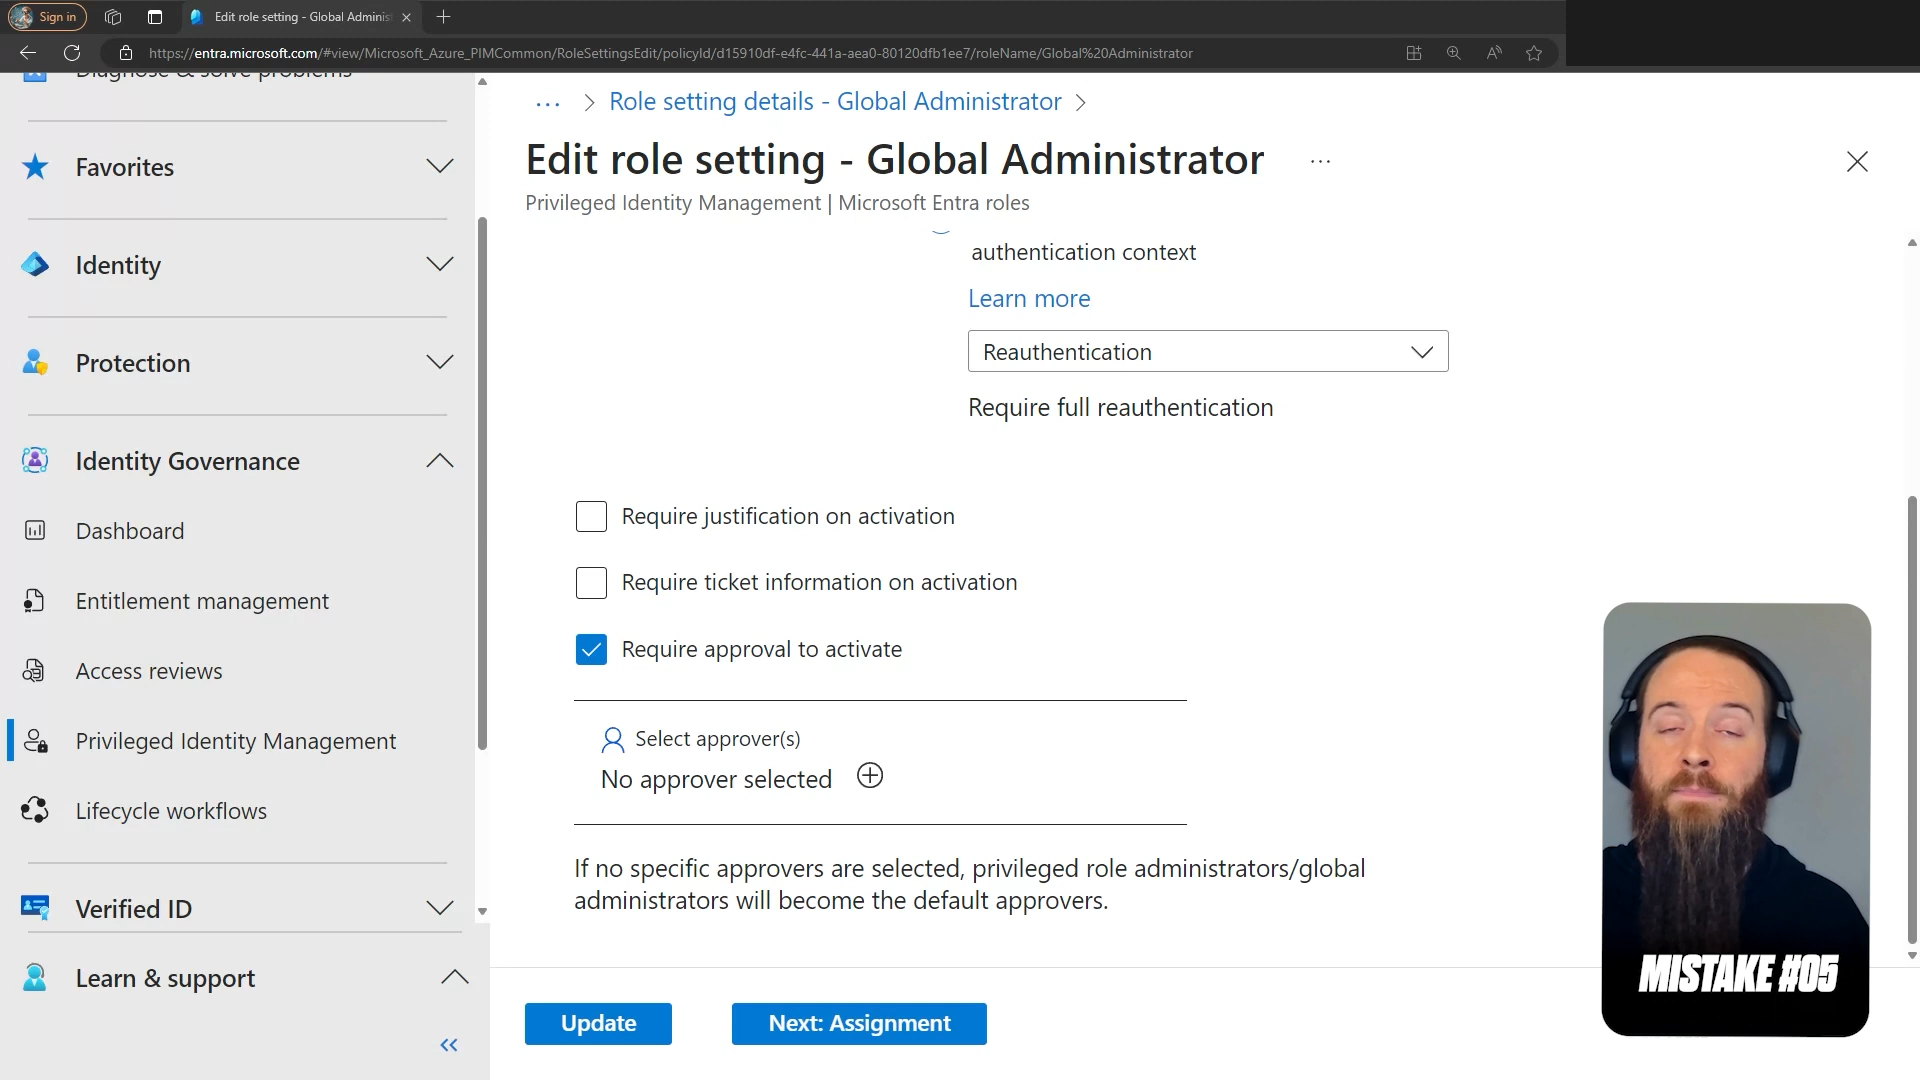 Sign in
Edit role setting - Global Adminis
https://entra.microsoft.com/#view/Microsoft_Azure_PIMCommon/RoleSettingsEdit/policyId/d15910df-e4fc-441a-aea0-80120dfb1ee7/roleName/Global%20Administrator
Diagnose & solve problems
Favorites
Identity
Protection
Identity Governance
Dashboard
Entitlement management
Access reviews
Privileged Identity Management
Lifecycle workflows
Verified ID
Learn & support
... > Role setting details - Global Administrator >
Edit role setting - Global Administrator ...
Privileged Identity Management | Microsoft Entra roles
authentication context
Learn more
Reauthentication
Require full reauthentication
Require justification on activation
Require ticket information on activation
Require approval to activate
Select approver(s)
No approver selected
If no specific approvers are selected, privileged role administrators/global
administrators will become the default approvers.
Update
Next: Assignment
MISTAKE #05